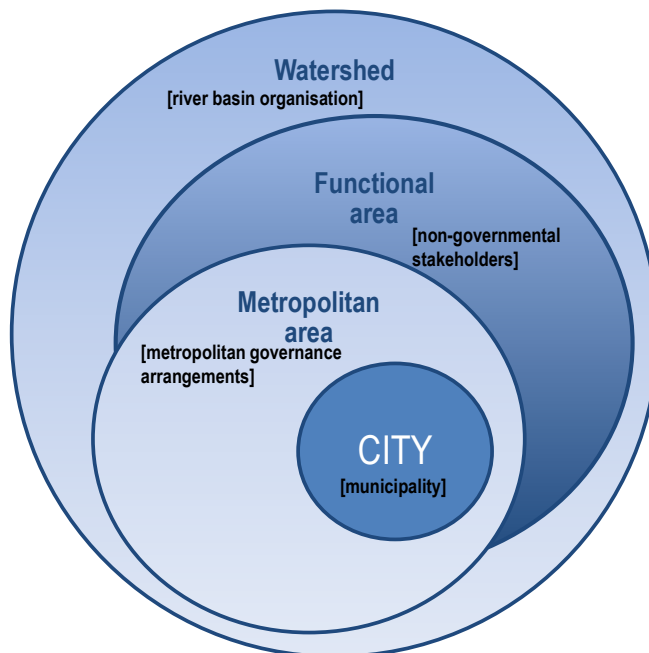 Watershed
[river basin organisation]
Functional
area
[non-governmental
stakeholders]
Metropolitan
area
[metropolitan governance
arrangements]
CITY
[municipality]